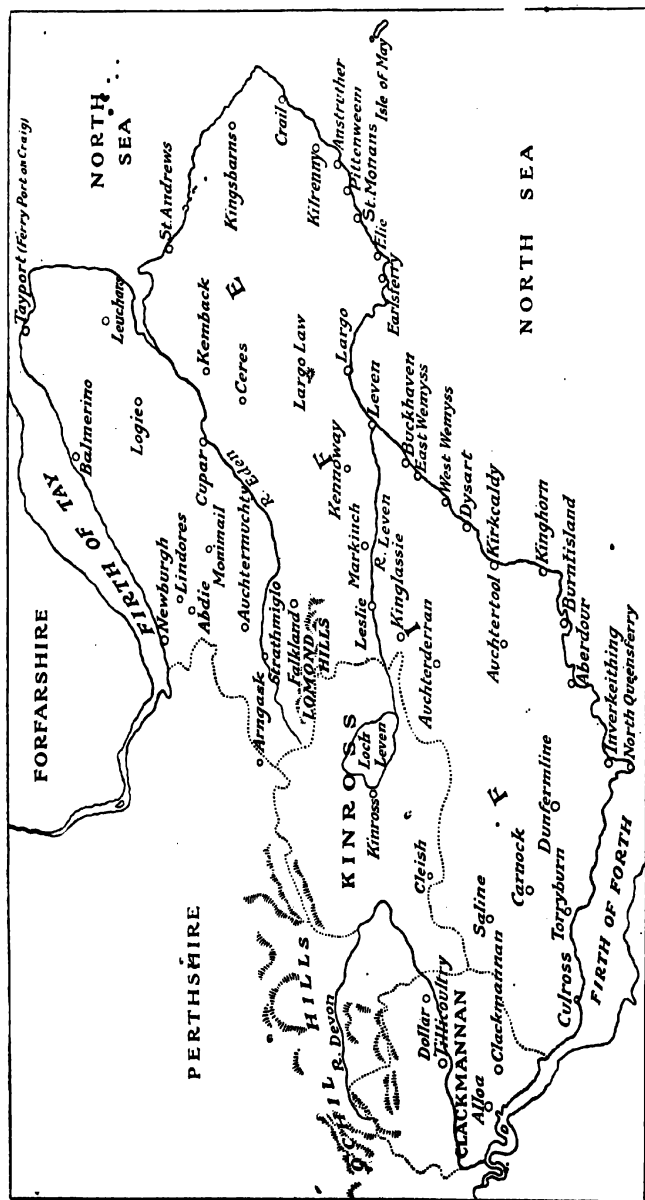 NORTH
SEA
Tayport (Ferry Port on Craig)
St. Andrews
Kingsbarns
Crail
Kilrenny
Anstruther
Pittenweem
Isle of May
St. Monans
Elie
Earlsferry
NORTH SEA
Leuchars
Kemback
Ceres
Largo Law
Largo
Balmerino
Logie
Cupar
R. Eden
Leven
Kennoway
Buckhaven
East Wemyss
West Wemyss
Dysart
Kirkcaldy
Kinghorn
Burntisland
FORFARSHIRE
FIRTH OF TAY
Newburgh
Lindores
Abdie
Monimail
Auchtermuchty
Strathmiglo
Falkland
LOMOND
HILLS
Markinch
R. Leven
Leslie
Kinglassie
Auchterderran
Auchtertool
Aberdour
Arngask
KINROSS
Loch
Leven
Kinross
Cleish
Inverkeithing
North Queensferry
Dunfermline
Carnock
Saline
Torryburn
Culross
FIRTH OF FORTH
PERTHSHIRE
OCHIL HILLS
R. Devon
Dollar
Tillicoultry
CLACKMANNAN
Clackmannan
Alloa
F I F E